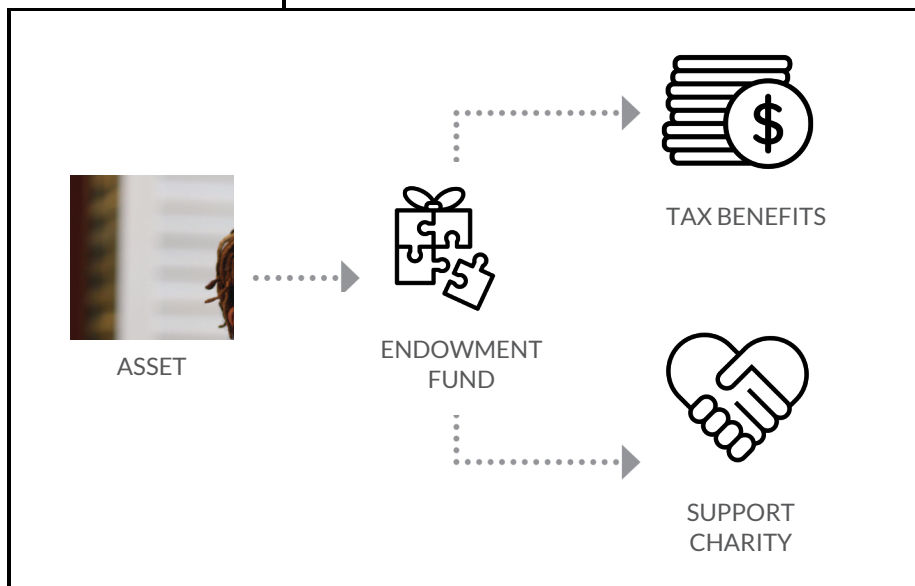 $
TAX BENEFITS
ASSET
ENDOWMENT
FUND
SUPPORT
CHARITY